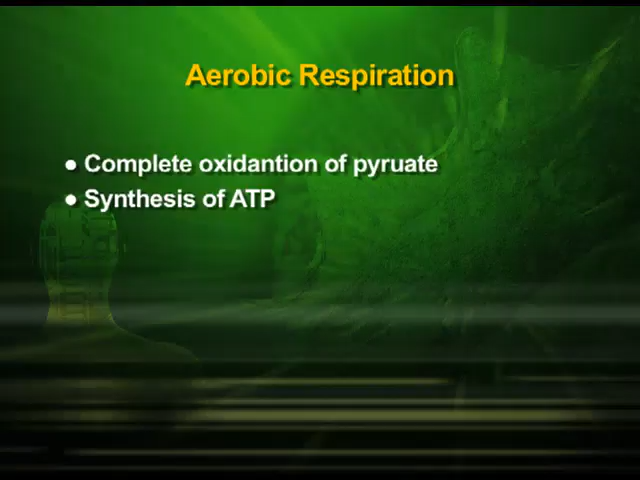 Aerobic Respiration
● Complete oxidantion of pyruate
● Synthesis of ATP